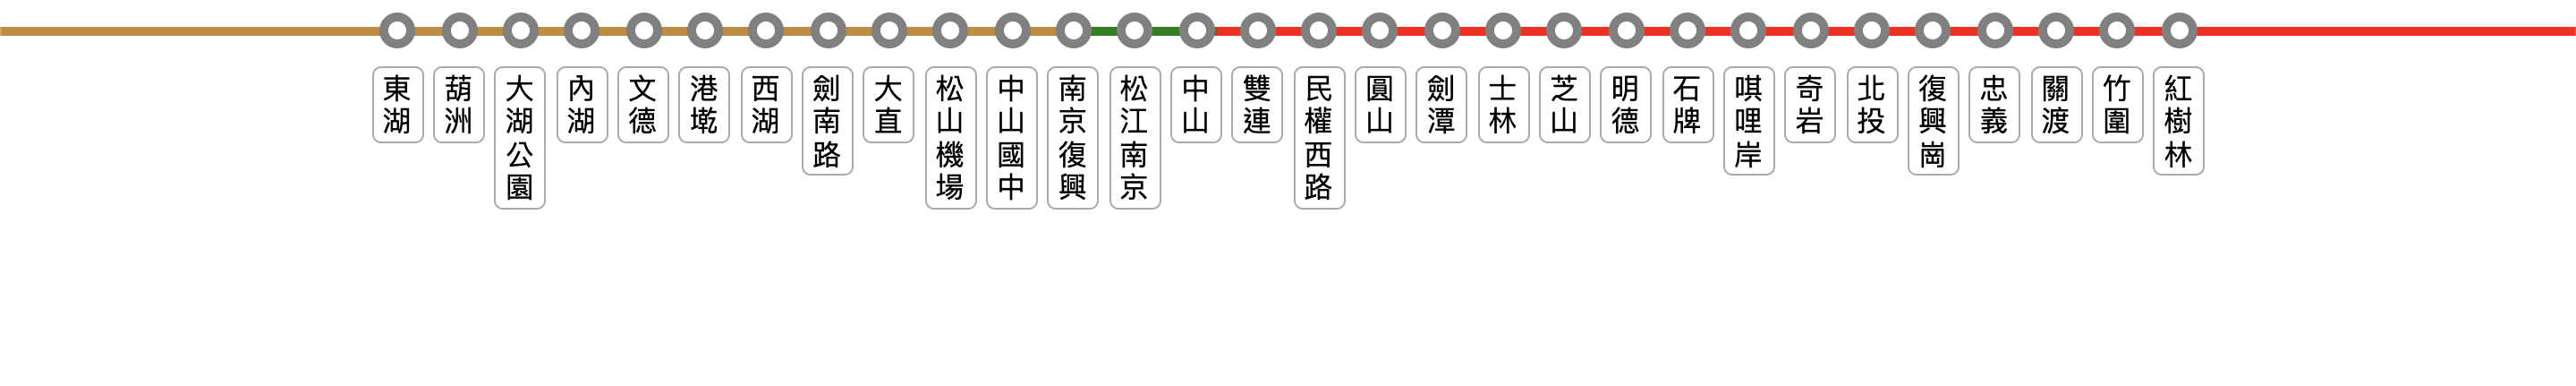 東湖
葫洲
大湖公園
內湖
文德
港墘
西湖
劍南路
大直
松山機場
中山國中
南京復興
松江南京
中山
雙連
民權西路
圓山
劍潭
士林
芝山
明德
石牌
唭哩岸
奇岩
北投
復興崗
忠義
關渡
竹圍
紅樹林